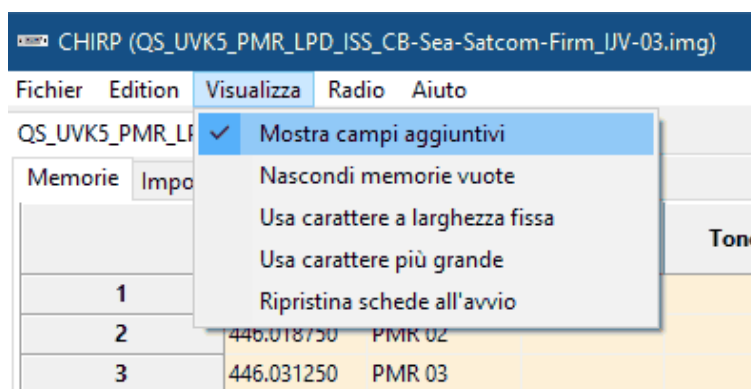 CHIRP (QS_UVK5_PMR_LPD_ISS_CB-Sea-Satcom-Firm_IJV-03.img)
Fichier Edition Visualizza Radio Aiuto
QS_UVK5_PMR_LP
Mostra campi aggiuntivi
Memorie Impo
Nascondi memorie vuote
Usa carattere a larghezza fissa
Usa carattere più grande
Ripristina schede all'avvio
Ton
1
2 446.018750 PMR 02
3 446.031250 PMR 03